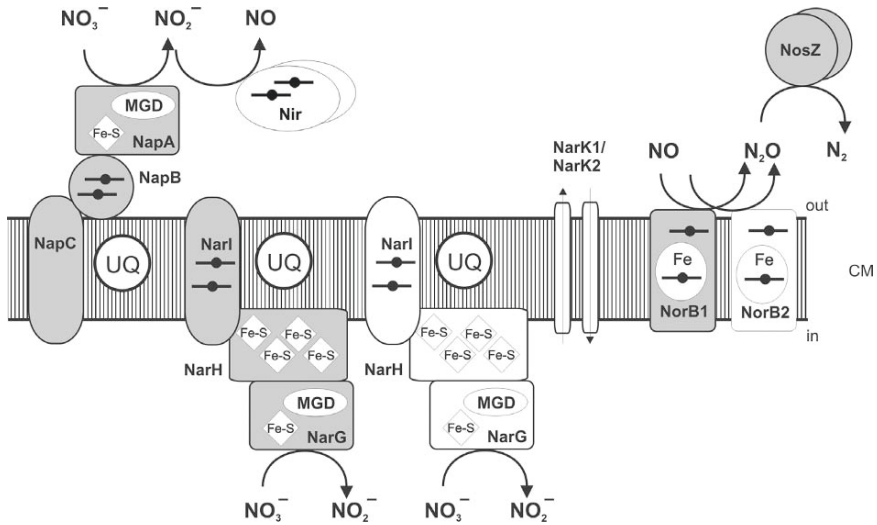 NO₃⁻ NO₂⁻ NO
NosZ
MGD
Fe-S
NapA
Nir
NarK1/
NarK2
NO N₂O N₂
NapB
out
NapC
UQ
NarI
UQ
NarI
UQ
Fe
Fe
CM
NorB1
NorB2
in
Fe-S Fe-S
Fe-S Fe-S
Fe-S Fe-S
Fe-S Fe-S
NarH
NarH
MGD
Fe-S
NarG
MGD
Fe-S
NarG
NO₃⁻ NO₂⁻ NO₃⁻ NO₂⁻